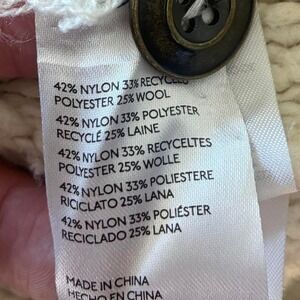 42% NYLON 33% RECYCLED
POLYESTER 25% WOOL
42% NYLON 33% POLYESTER
RECYCLÉ 25% LAINE
42% NYLON 33% RECYCELTES
POLYESTER 25% WOLLE
42% NYLON 33% POLIESTERE
RICICLATO 25% LANA
42% NYLON 33% POLIÉSTER
RECICLADO 25% LANA
MADE IN CHINA
HECHO EN CHINA